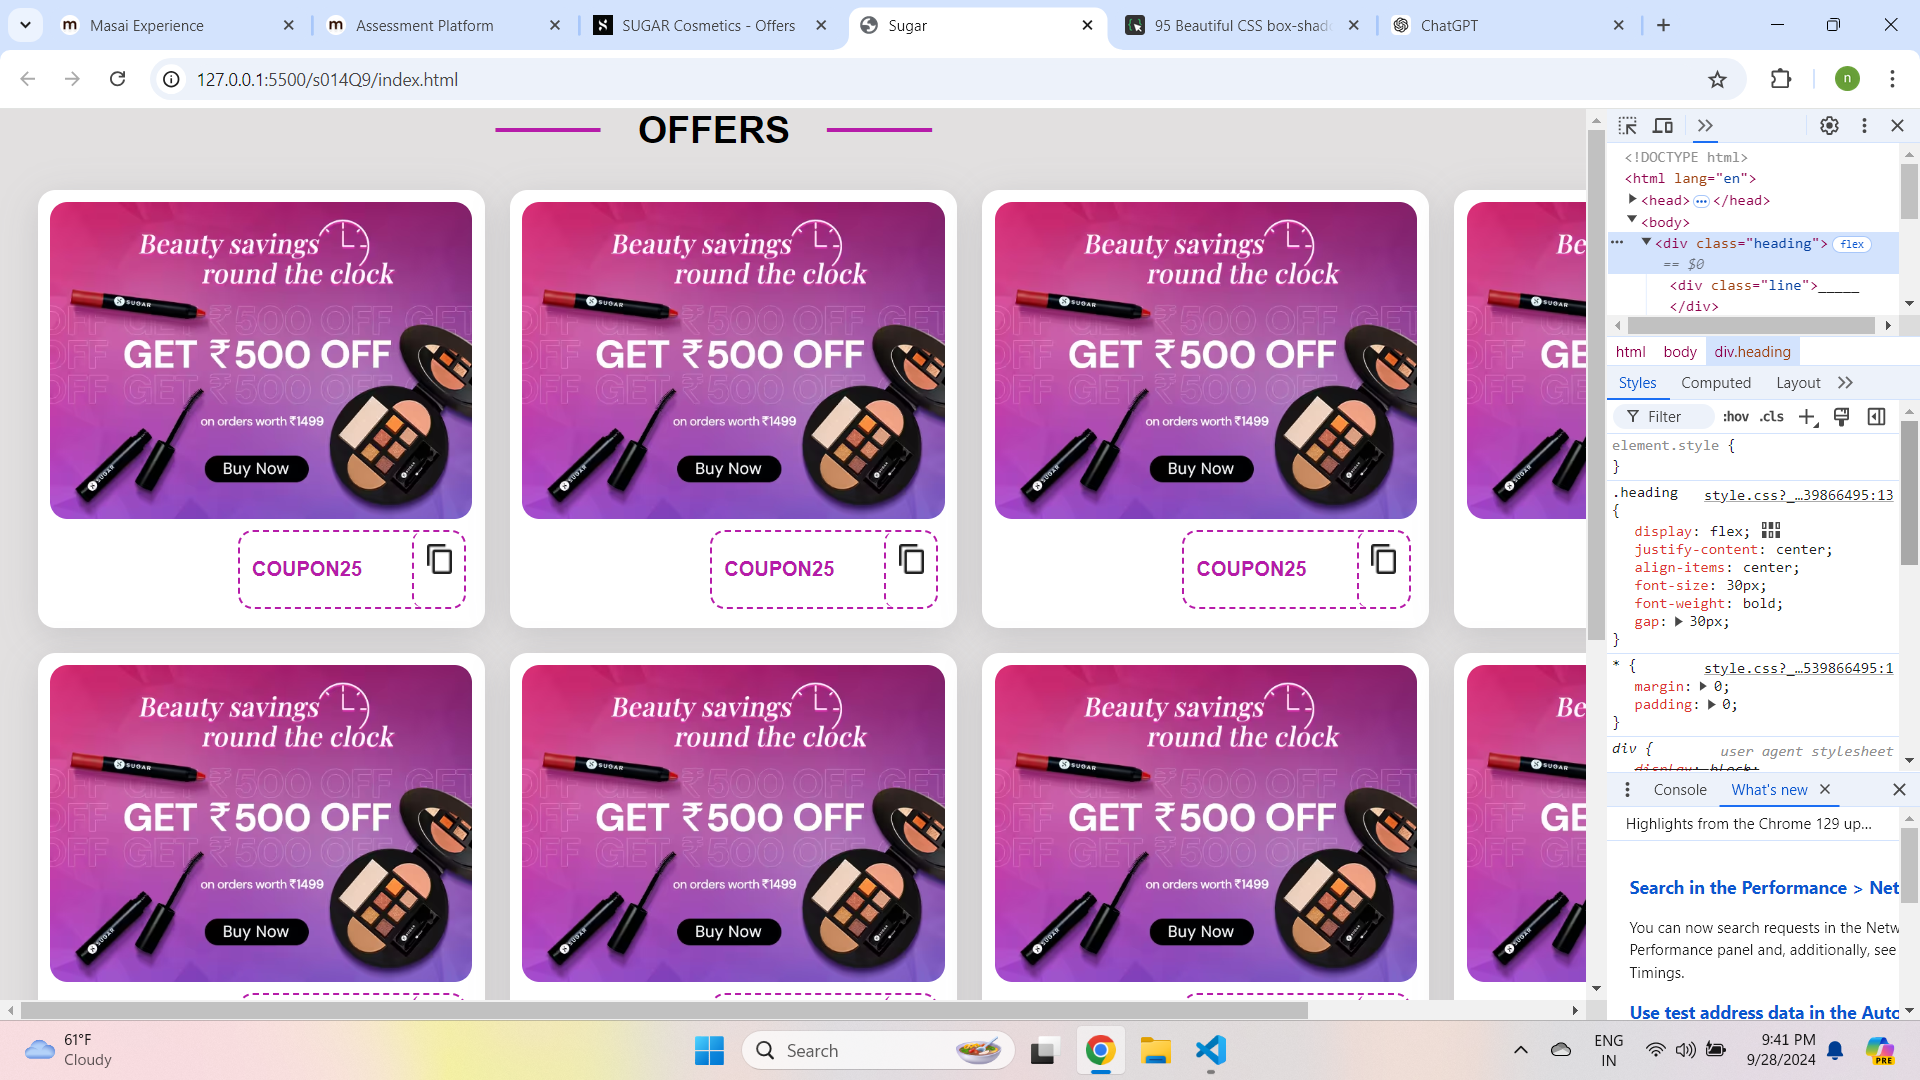 Masai Experience
Assessment Platform
SUGAR Cosmetics - Offers
Sugar
95 Beautiful CSS box-shado
ChatGPT
127.0.0.1:5500/s014Q9/index.html
n
OFFERS
Beauty savings
round the clock
SUGAR
GET ₹500 OFF
on orders worth ₹1499
Buy Now
COUPON25
Beauty savings
round the clock
SUGAR
GET ₹500 OFF
on orders worth ₹1499
Buy Now
COUPON25
Beauty savings
round the clock
SUGAR
GET ₹500 OFF
on orders worth ₹1499
Buy Now
COUPON25
Be
SUGAR
GE
Beauty savings
round the clock
SUGAR
GET ₹500 OFF
on orders worth ₹1499
Buy Now
Beauty savings
round the clock
SUGAR
GET ₹500 OFF
on orders worth ₹1499
Buy Now
Beauty savings
round the clock
SUGAR
GET ₹500 OFF
on orders worth ₹1499
Buy Now
Be
SUGAR
GE
<!DOCTYPE html>
<html lang="en">
<head> ••• </head>
<body>
<div class="heading"> flex
== $0
<div class="line">_____
</div>
html body div.heading
Styles Computed Layout
Filter :hov .cls
element.style {
}
.heading style.css?_…39866495:13
{
display: flex;
justify-content: center;
align-items: center;
font-size: 30px;
font-weight: bold;
gap: 30px;
}
* { style.css?_…539866495:1
margin: 0;
padding: 0;
}
div { user agent stylesheet
display: block;
Console What's new
Highlights from the Chrome 129 up...
Search in the Performance > Net
You can now search requests in the Netw
Performance panel and, additionally, see
Timings.
Use test address data in the Auto
61°F
Cloudy
Search
ENG
IN
9:41 PM
9/28/2024
PRE